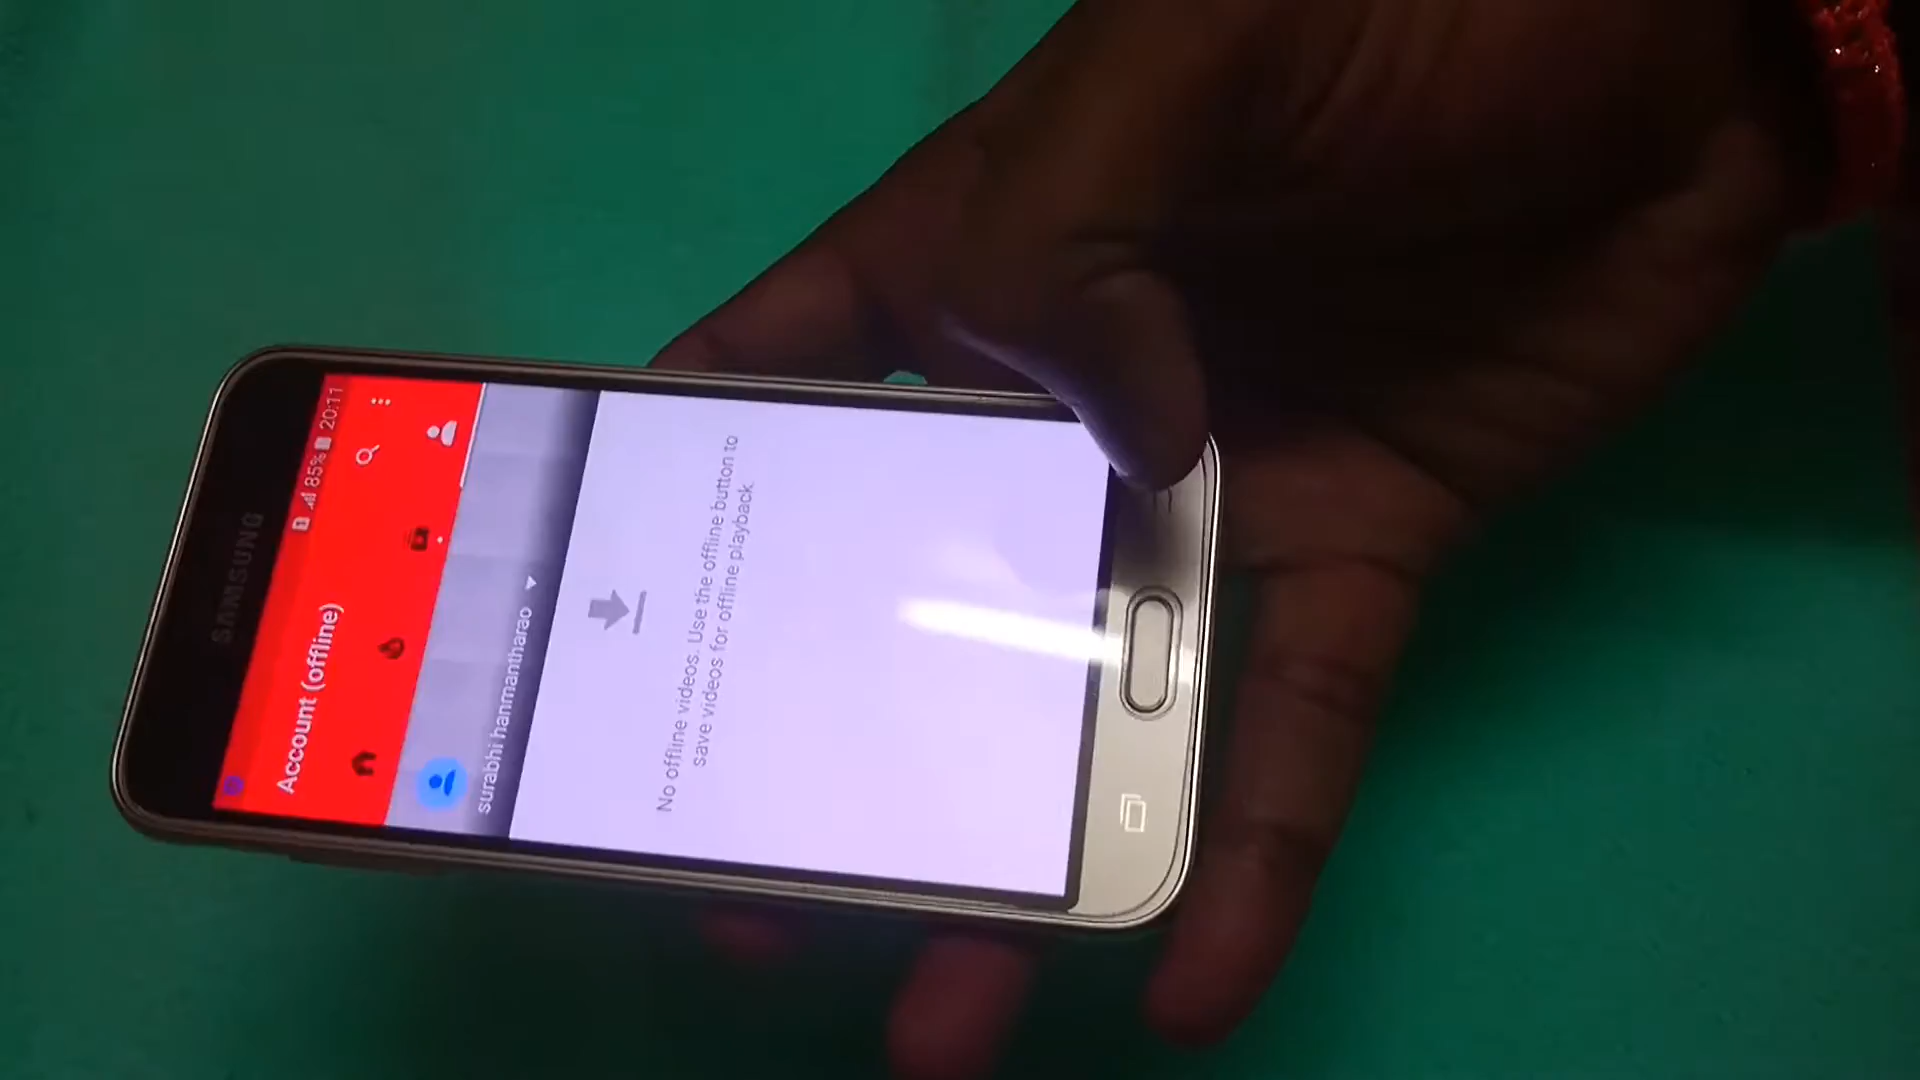 SAMSUNG
1 85% 20:11
Account (offline)
surabhi hanmantharao
No offline videos. Use the offline button to
save videos for offline playback.